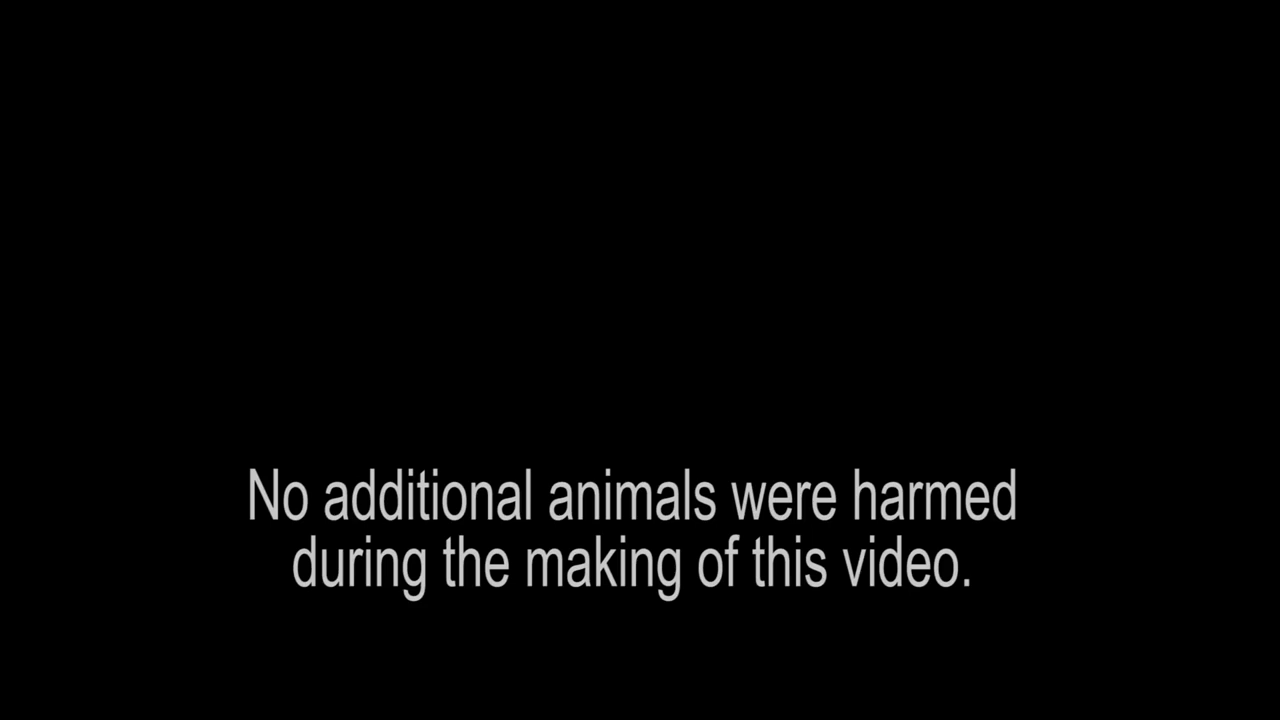 No additional animals were harmed
during the making of this video.